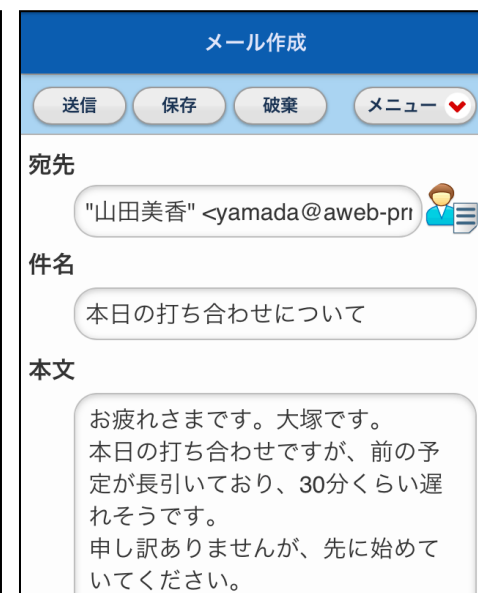 メール作成
送信 保存 破棄 メニュー
宛先
"山田美香" <yamada@aweb-prr
件名
本日の打ち合わせについて
本文
お疲れさまです。大塚です。
本日の打ち合わせですが、前の予
定が長引いており、30分くらい遅
れそうです。
申し訳ありませんが、先に始めて
いてください。